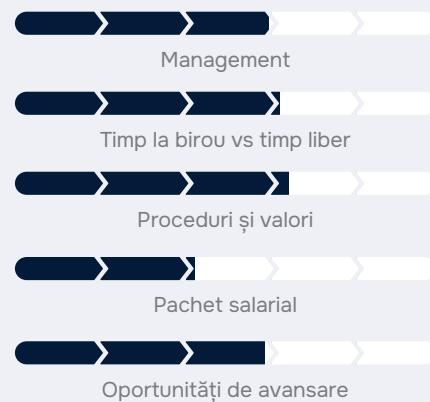 Management
Timp la birou vs timp liber
Proceduri și valori
Pachet salarial
Oportunități de avansare